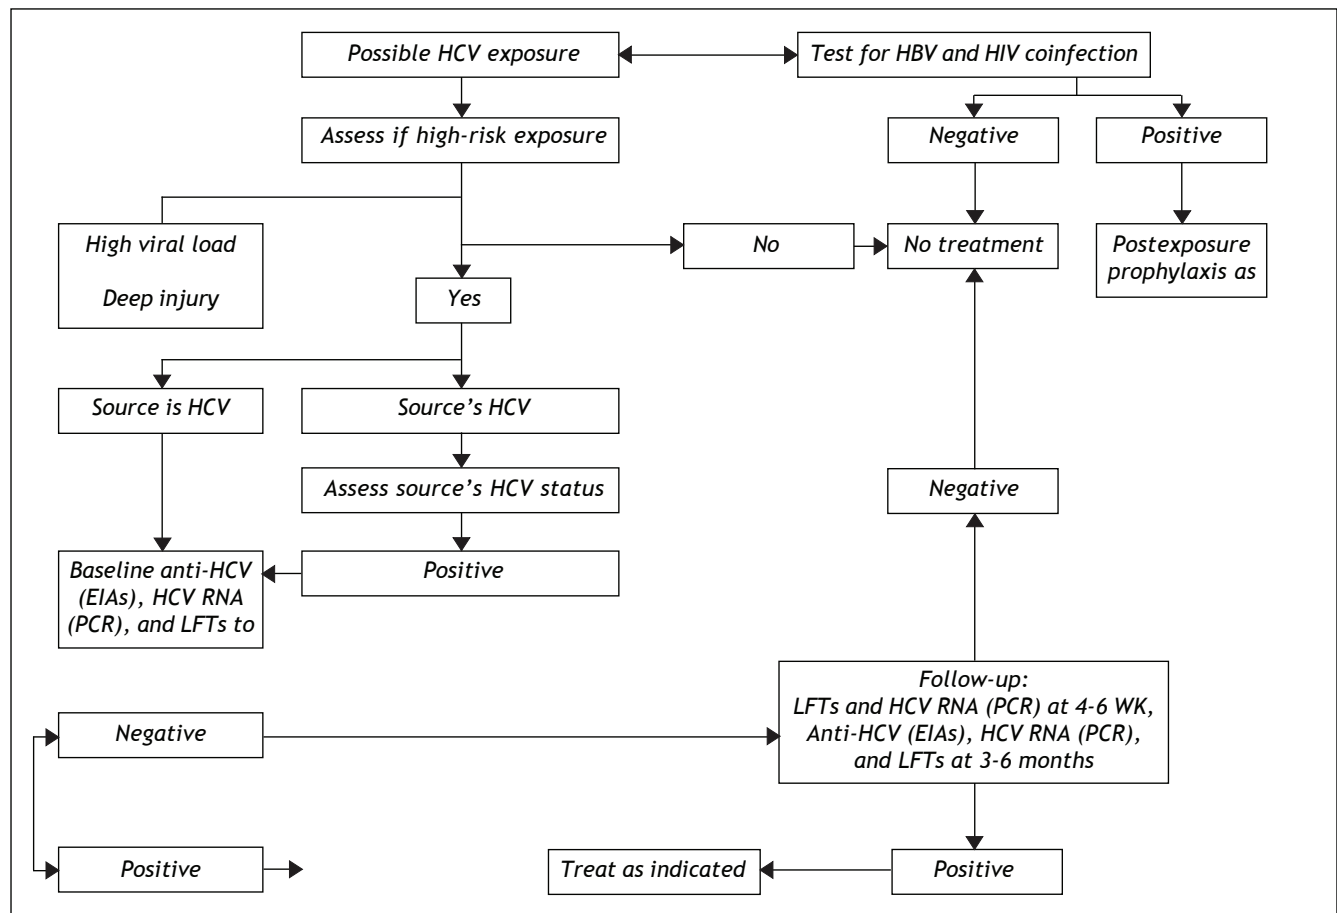 Possible HCV exposure
Test for HBV and HIV coinfection
Assess if high-risk exposure
Negative
Positive
High viral load
Deep injury
No
No treatment
Postexposure
prophylaxis as
Yes
Source is HCV
Source’s HCV
Assess source’s HCV status
Negative
Baseline anti-HCV
(EIAs), HCV RNA
(PCR), and LFTs to
Positive
Follow-up:
LFTs and HCV RNA (PCR) at 4-6 WK,
Anti-HCV (EIAs), HCV RNA (PCR),
and LFTs at 3-6 months
Negative
Positive
Treat as indicated
Positive